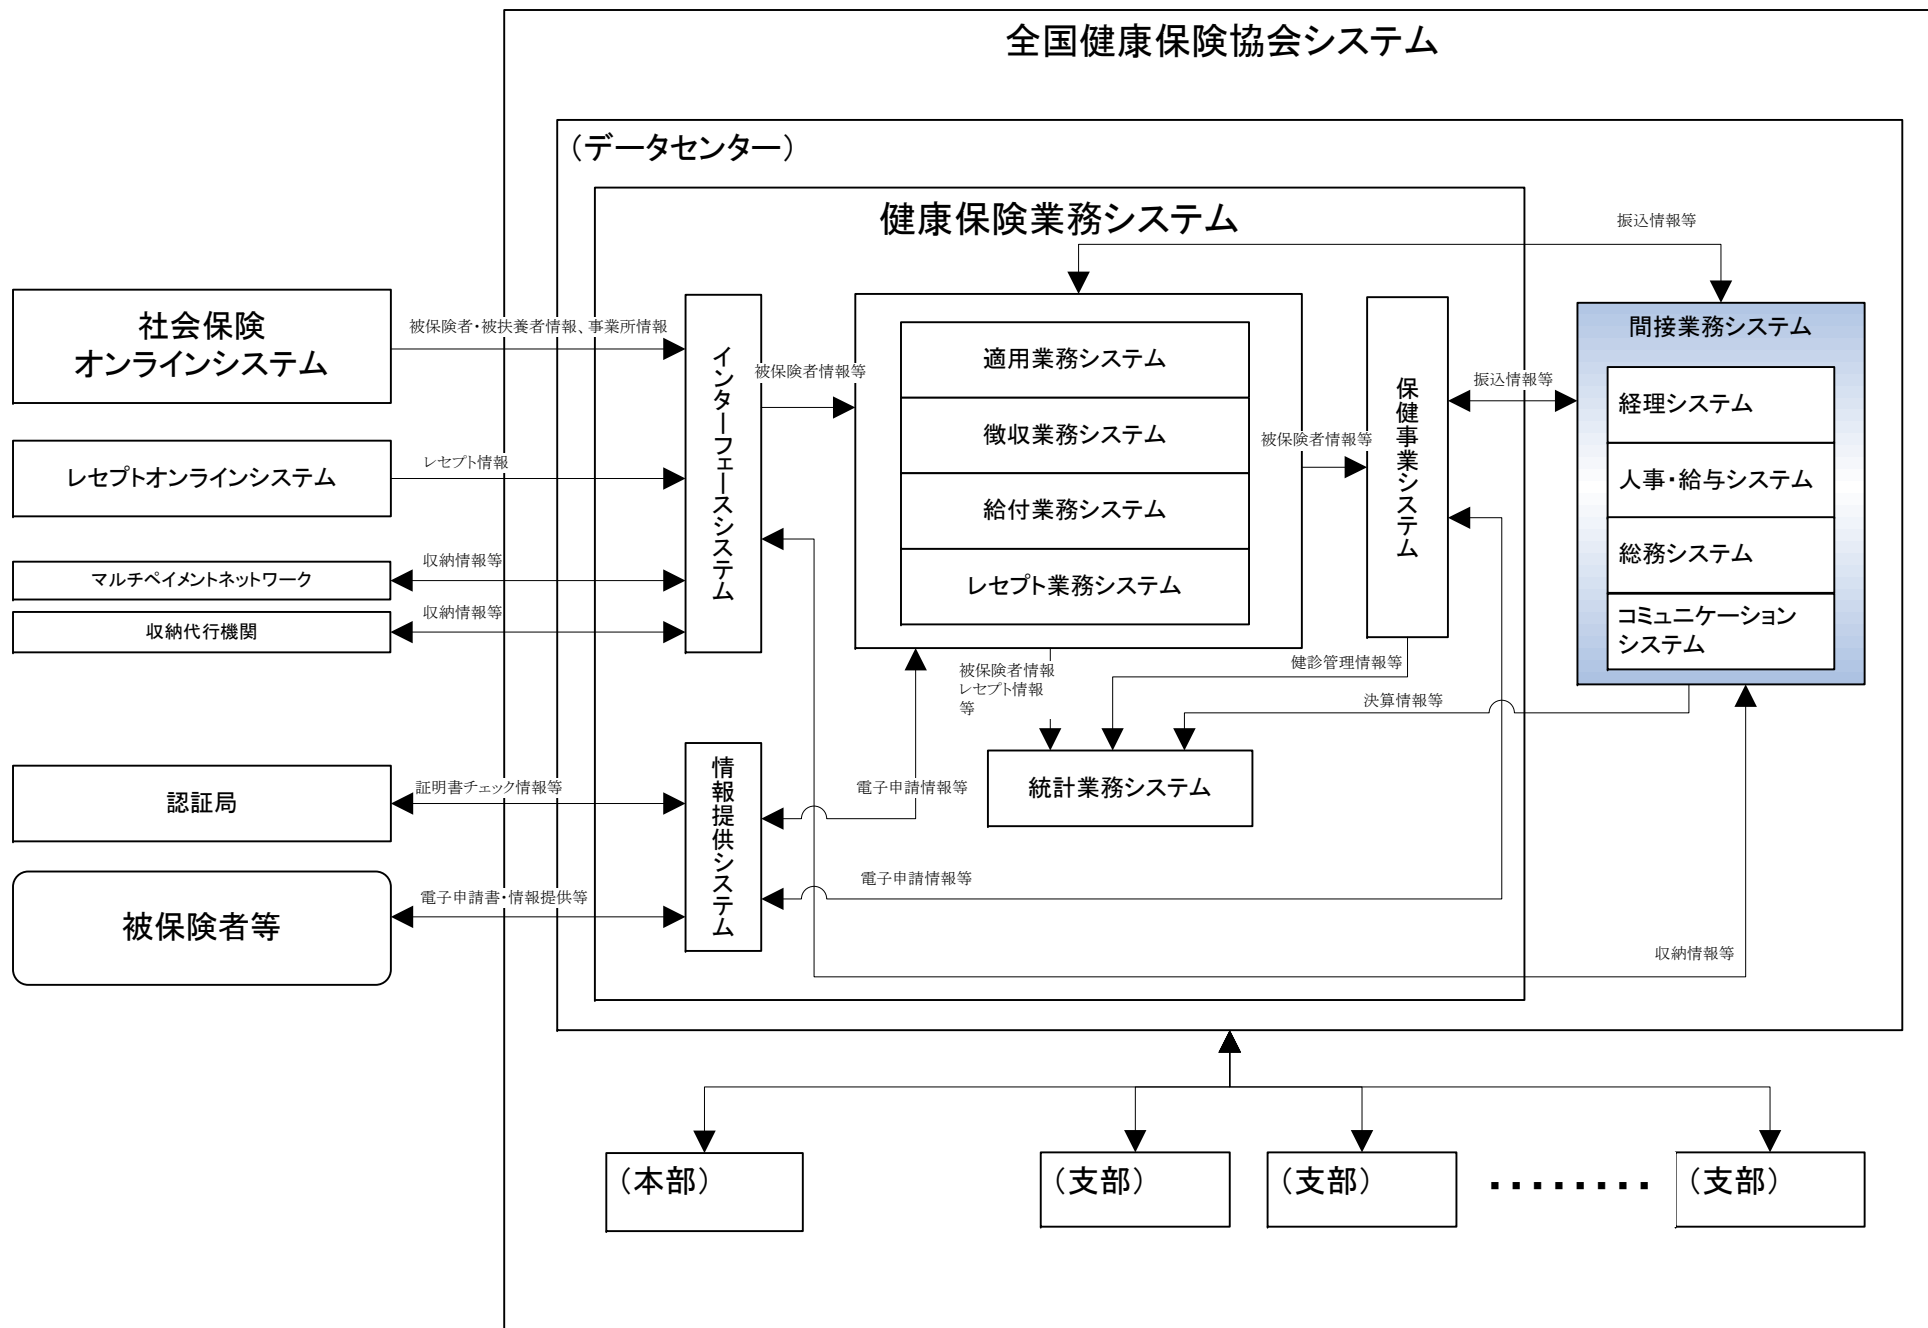 全国健康保険協会システム
（データセンター）
健康保険業務システム
振込情報等
社会保険
オンラインシステム
被保険者・被扶養者情報、事業所情報
インターフェースシステム
被保険者情報等
適用業務システム
徴収業務システム
給付業務システム
レセプト業務システム
被保険者情報等
保健事業システム
振込情報等
間接業務システム
経理システム
人事・給与システム
総務システム
コミュニケーション
システム
レセプトオンラインシステム
レセプト情報
マルチペイメントネットワーク
収納情報等
収納代行機関
収納情報等
被保険者情報
レセプト情報
等
健診管理情報等
決算情報等
統計業務システム
認証局
証明書チェック情報等
情報提供システム
電子申請情報等
被保険者等
電子申請書・情報提供等
電子申請情報等
収納情報等
（本部）
（支部）
（支部）
・・・・・・・・
（支部）